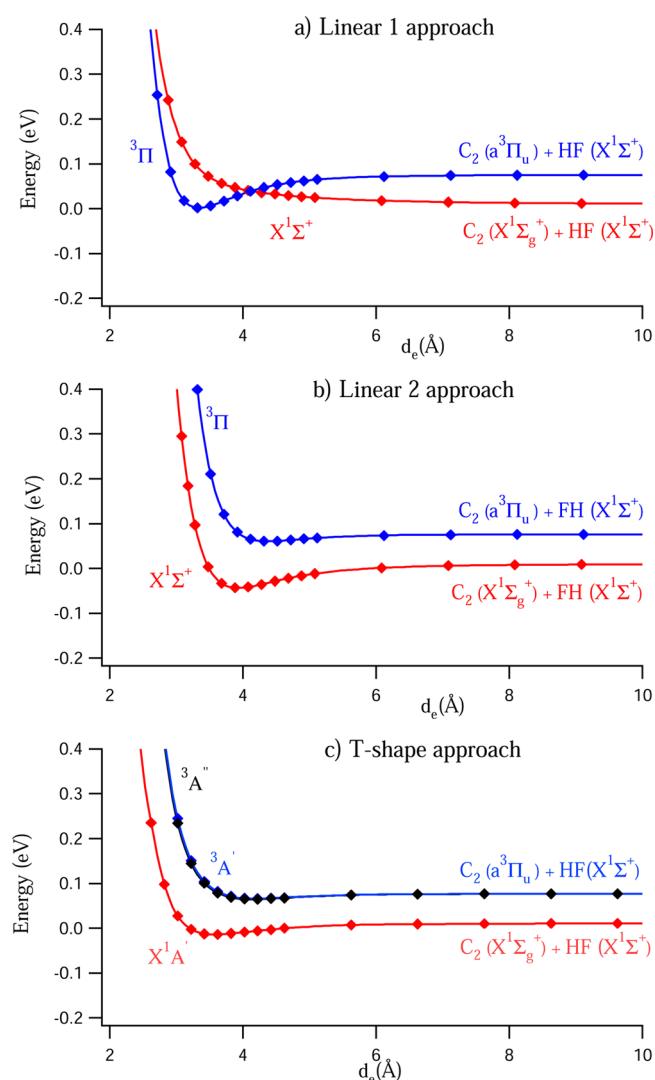 a) Linear 1 approach
0.4
0.3
0.2
0.1
0.0
-0.1
-0.2
Energy (eV)
³Π
C₂ (a³Πᵤ) + HF (X¹Σ⁺)
X¹Σ⁺
C₂ (X¹Σg⁺) + HF (X¹Σ⁺)
2 4 6 8 10
dₑ(Å)
b) Linear 2 approach
0.4
0.3
0.2
0.1
0.0
-0.1
-0.2
Energy (eV)
³Π
C₂ (a³Πᵤ) + FH (X¹Σ⁺)
X¹Σ⁺
C₂ (X¹Σg⁺) + FH (X¹Σ⁺)
2 4 6 8 10
dₑ(Å)
c) T-shape approach
0.4
0.3
0.2
0.1
0.0
-0.1
-0.2
Energy (eV)
³A"
³A'
C₂ (a³Πᵤ) + HF(X¹Σ⁺)
X¹A'
C₂ (X¹Σg⁺) + HF (X¹Σ⁺)
2 4 6 8 10
dₑ(Å)